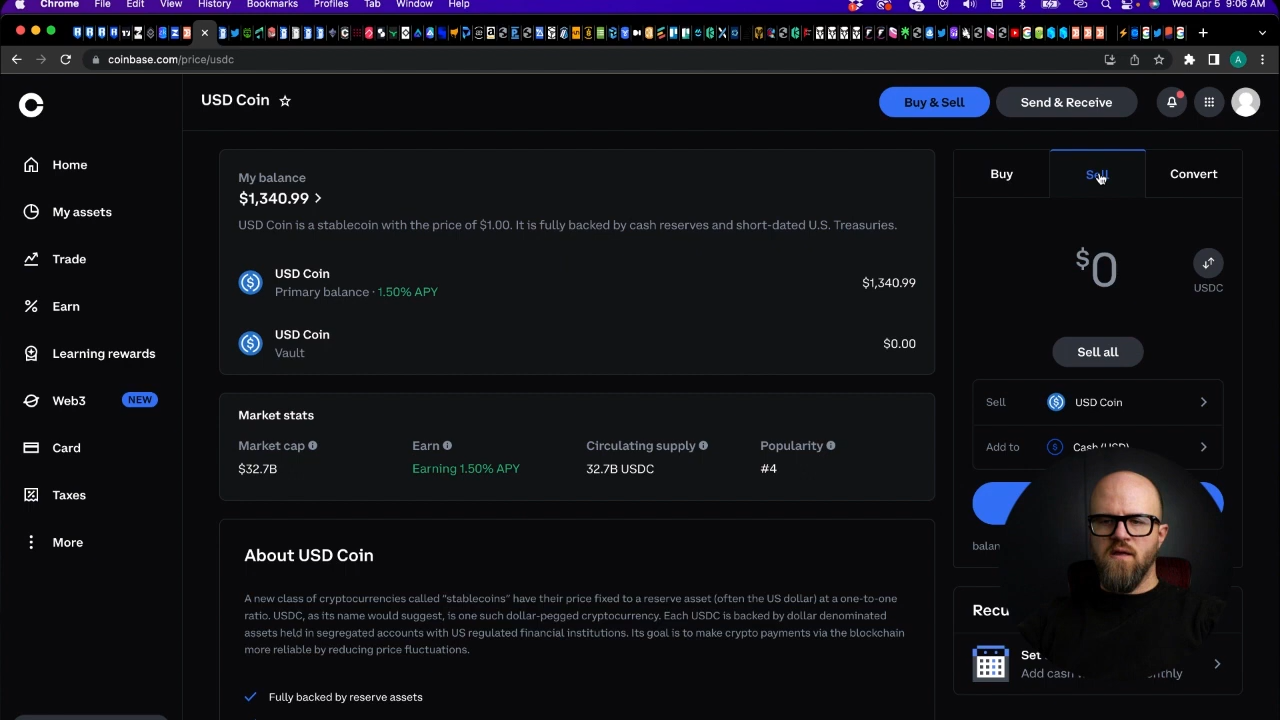 Chrome File Edit View History Bookmarks Profiles Tab Window Help
Wed Apr 5 9:06 AM
coinbase.com/price/usdc
USD Coin
Buy & Sell
Send & Receive
A
Home
My assets
Trade
Earn
Learning rewards
Web3 NEW
Card
Taxes
More
My balance
$1,340.99
USD Coin is a stablecoin with the price of $1.00. It is fully backed by cash reserves and short-dated U.S. Treasuries.
USD Coin
Primary balance · 1.50% APY
$1,340.99
USD Coin
Vault
$0.00
Market stats
Market cap Earn Circulating supply Popularity
$32.7B Earning 1.50% APY 32.7B USDC #4
About USD Coin
A new class of cryptocurrencies called “stablecoins” have their price fixed to a reserve asset (often the US dollar) at a one-to-one
ratio. USDC, as its name would suggest, is one such dollar-pegged cryptocurrency. Each USDC is backed by dollar denominated
assets held in segregated accounts with US regulated financial institutions. Its goal is to make crypto payments via the blockchain
more reliable by reducing price fluctuations.
Fully backed by reserve assets
Buy Sell Convert
$0
USDC
Sell all
Sell USD Coin
Add to Cash (USD)
balan
Recu
Set
Add cash